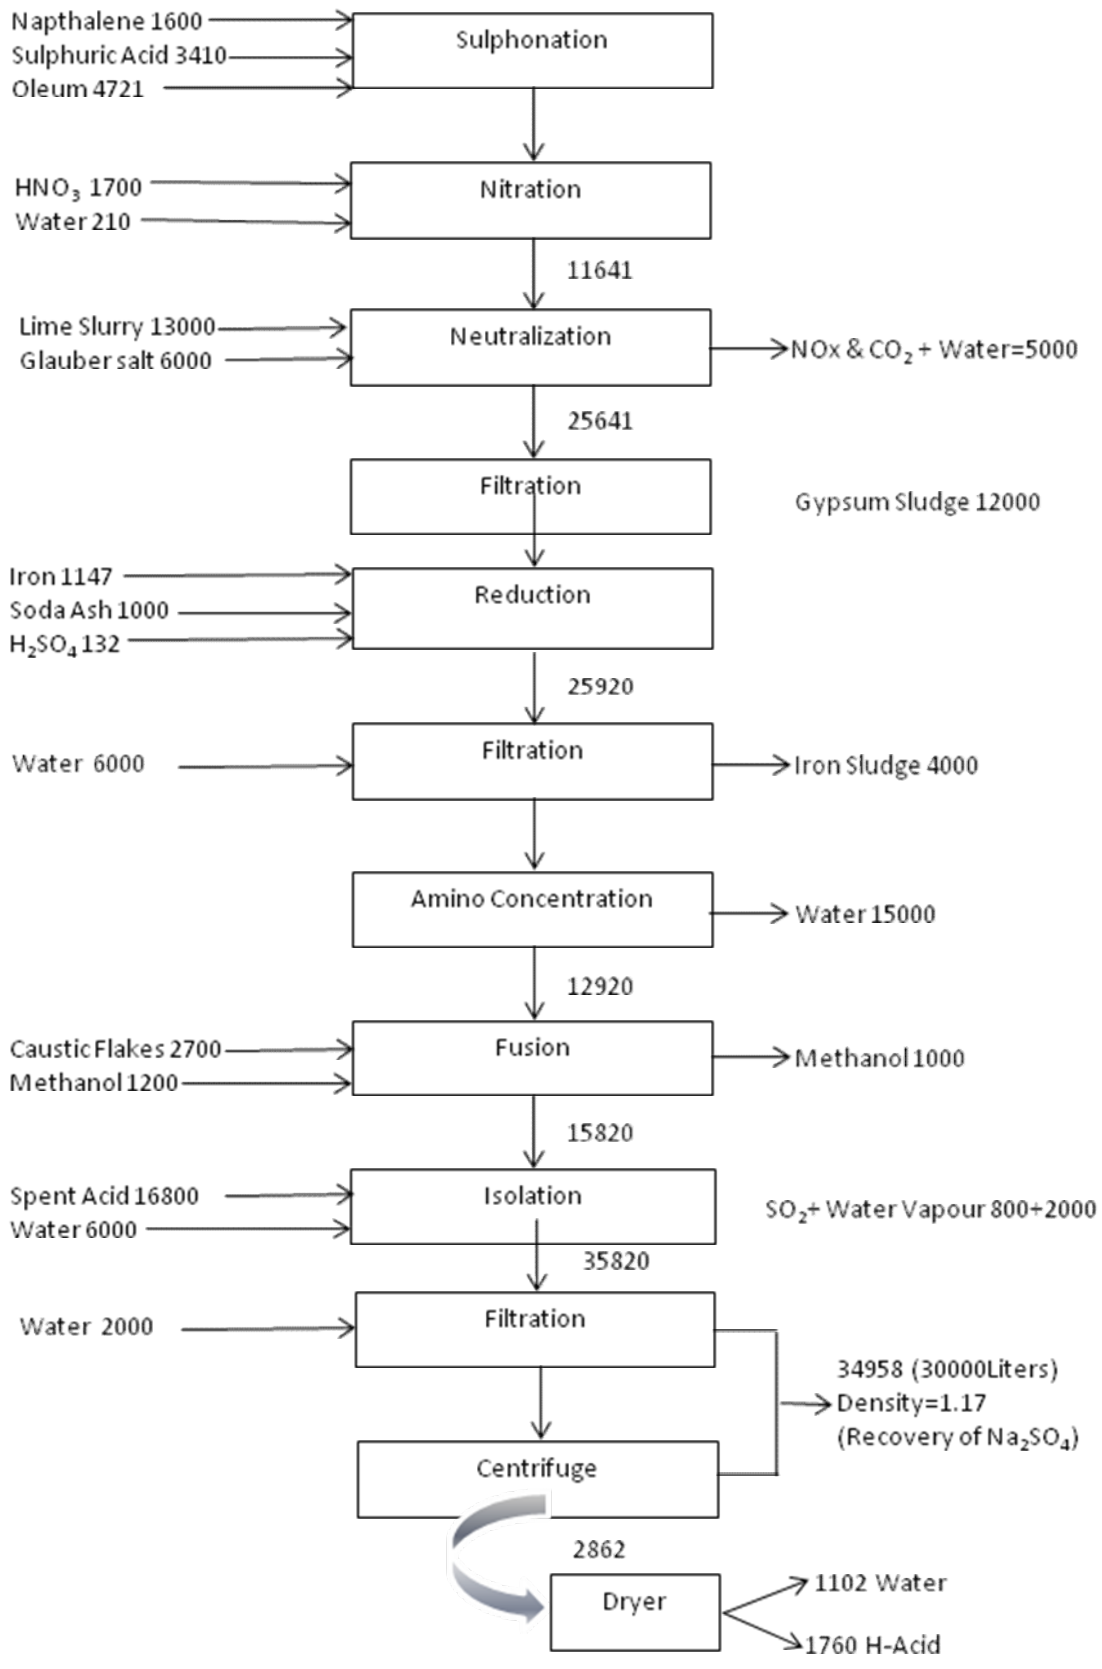 Napthalene 1600
Sulphuric Acid 3410
Oleum 4721
Sulphonation
HNO₃ 1700
Water 210
Nitration
11641
Lime Slurry 13000
Glauber salt 6000
Neutralization
NOx & CO₂ + Water=5000
25641
Filtration
Gypsum Sludge 12000
Iron 1147
Soda Ash 1000
H₂SO₄ 132
Reduction
25920
Water 6000
Filtration
Iron Sludge 4000
Amino Concentration
Water 15000
12920
Caustic Flakes 2700
Methanol 1200
Fusion
Methanol 1000
15820
Spent Acid 16800
Water 6000
Isolation
SO₂+ Water Vapour 800+2000
35820
Water 2000
Filtration
34958 (30000Liters)
Density=1.17
(Recovery of Na₂SO₄)
Centrifuge
2862
Dryer
1102 Water
1760 H-Acid